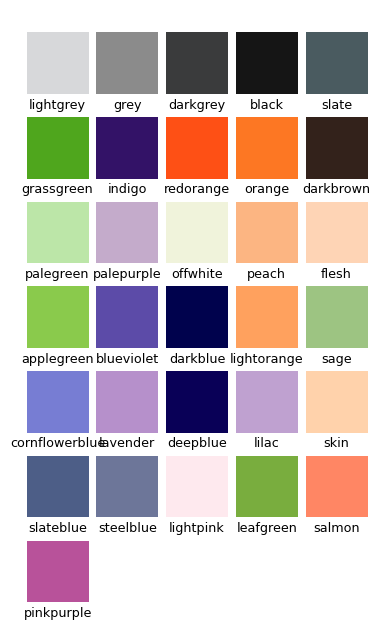 lightgrey grey darkgrey black slate
grassgreen indigo redorange orange darkbrown
palegreen palepurple offwhite peach flesh
applegreen blueviolet darkblue lightorange sage
cornflowerblue lavender deepblue lilac skin
slateblue steelblue lightpink leafgreen salmon
pinkpurple